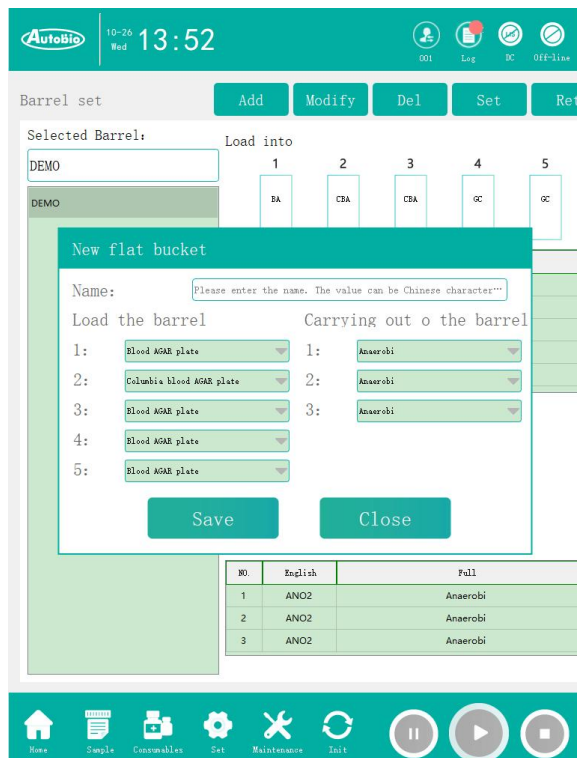 AutoBio
10-26
Wed
13:52
001
Log
DC
Off-line
Barrel set
Add
Modify
Del
Set
Ret
Selected Barrel:
Load into
DEMO
1 2 3 4 5
BA CBA CBA GC GC
DEMO
New flat bucket
Name:
Please enter the name. The value can be Chinese character…
Load the barrel
Carrying out o the barrel
1: Blood AGAR plate
1: Anaerobi
2: Columbia blood AGAR plate
2: Anaerobi
3: Blood AGAR plate
3: Anaerobi
4: Blood AGAR plate
5: Blood AGAR plate
Save
Close
NO. English Full
1 ANO2 Anaerobi
2 ANO2 Anaerobi
3 ANO2 Anaerobi
Home
Sample
Consumables
Set
Maintenance
Init